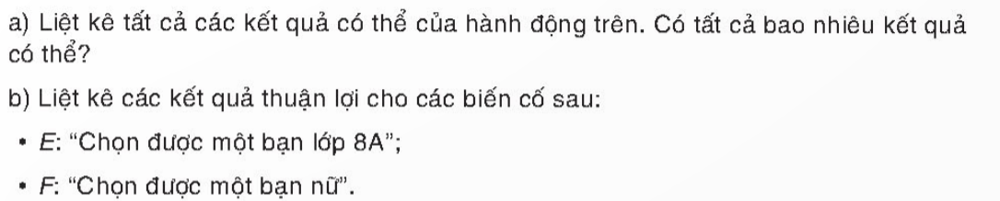 a) Liệt kê tất cả các kết quả có thể của hành động trên. Có tất cả bao nhiêu kết quả
có thể?
b) Liệt kê các kết quả thuận lợi cho các biến cố sau:
• E: “Chọn được một bạn lớp 8A”;
• F: “Chọn được một bạn nữ”.